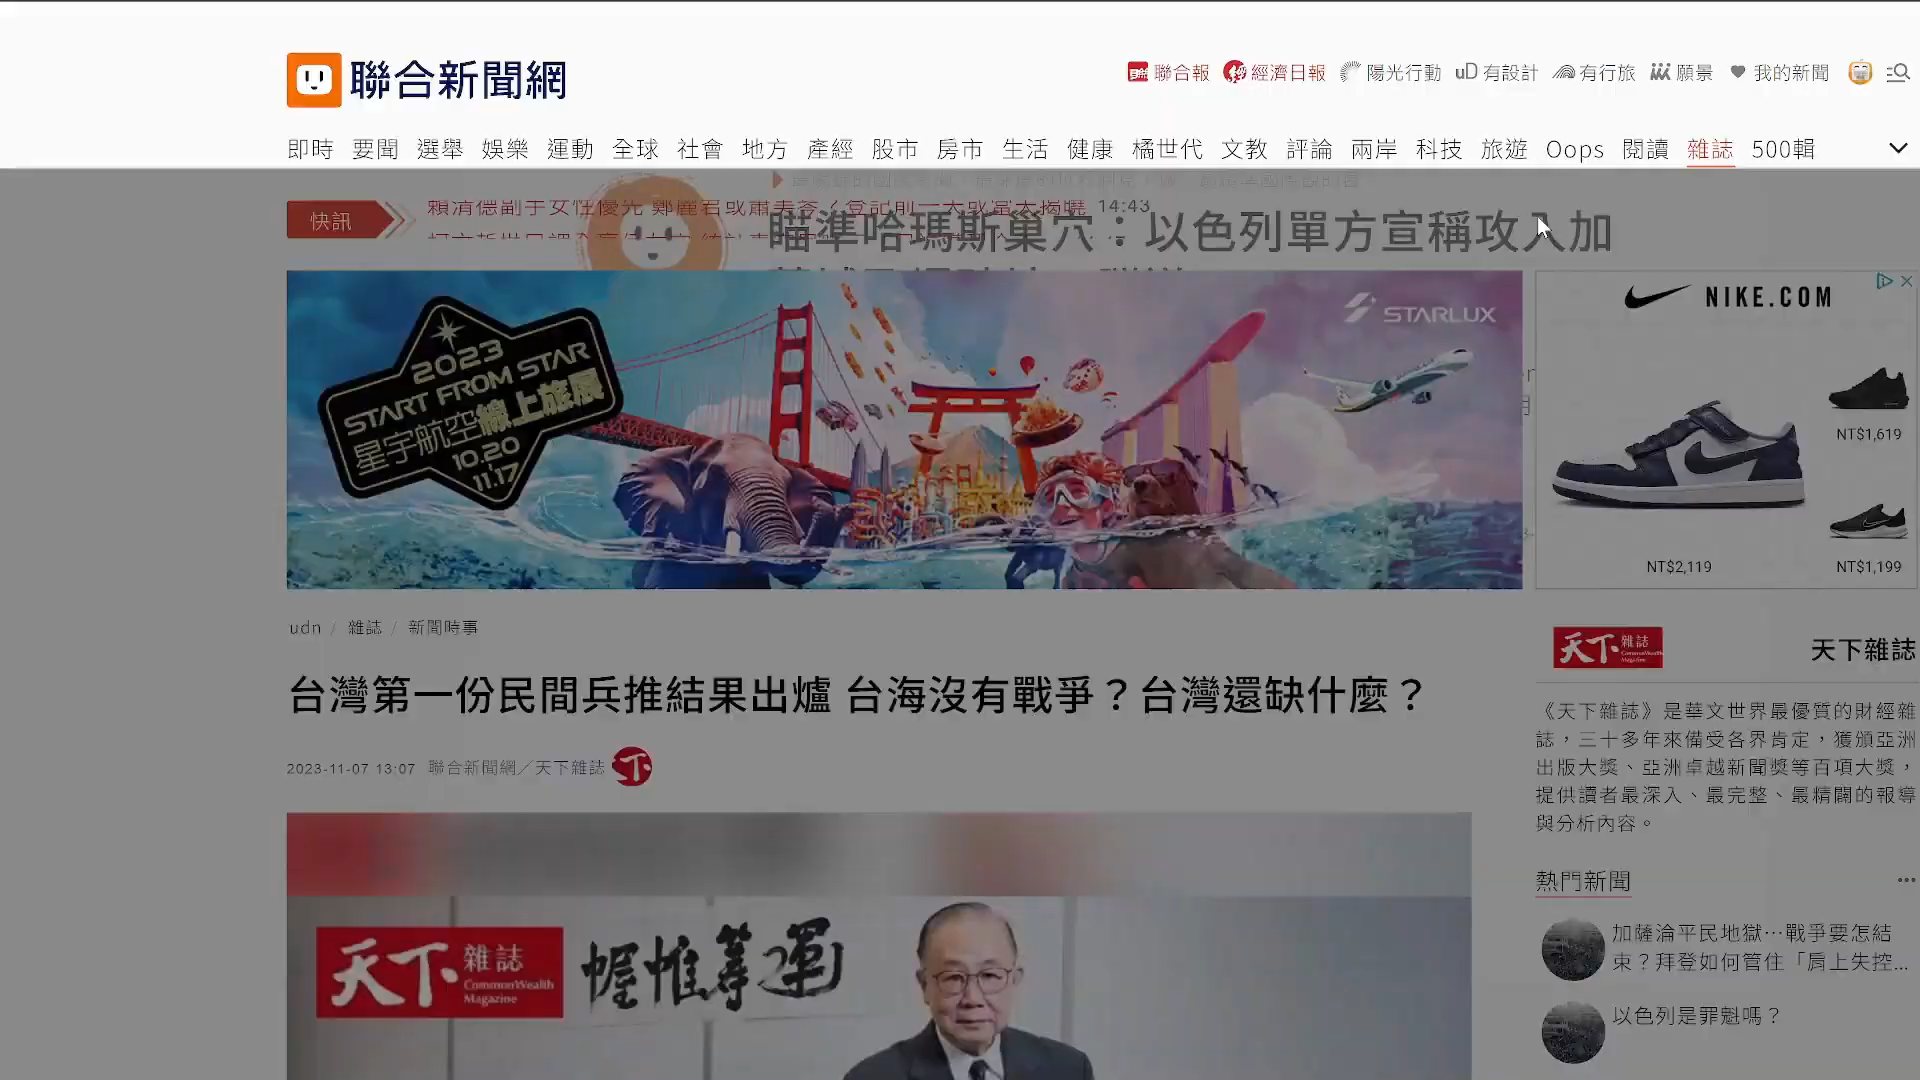 聯合新聞網
聯合報 經濟日報 陽光行動 uD 有設計 有行旅 願景 我的新聞
即時 要聞 選舉 娛樂 運動 全球 社會 地方 產經 股市 房市 生活 健康 橘世代 文教 評論 兩岸 科技 旅遊 Oops 閱讀 雜誌 500輯
快訊
14:43
瞄準哈瑪斯巢穴：以色列軍方宣稱攻入加
2023
START FROM STAR
星宇航空線上旅展
10.20
11.17
STARLUX
NIKE.COM
NT$1,619
NT$2,119
NT$1,199
udn / 雜誌 / 新聞時事
台灣第一份民間兵推結果出爐 台海沒有戰爭？台灣還缺什麼？
2023-11-07 13:07 聯合新聞網／天下雜誌
天下 雜誌 CommonWealth Magazine
天下雜誌
《天下雜誌》是華文世界最優質的財經雜
誌，三十多年來備受各界肯定，獲頒亞洲
出版大獎、亞洲卓越新聞獎等百項大獎，
提供讀者最深入、最完整、最精闢的報導
與分析內容。
熱門新聞
加薩淪平民地獄…戰爭要怎結
束？拜登如何管住「肩上失控...
以色列是罪魁嗎？
天下 雜誌
CommonWealth
Magazine
幄惟籌運